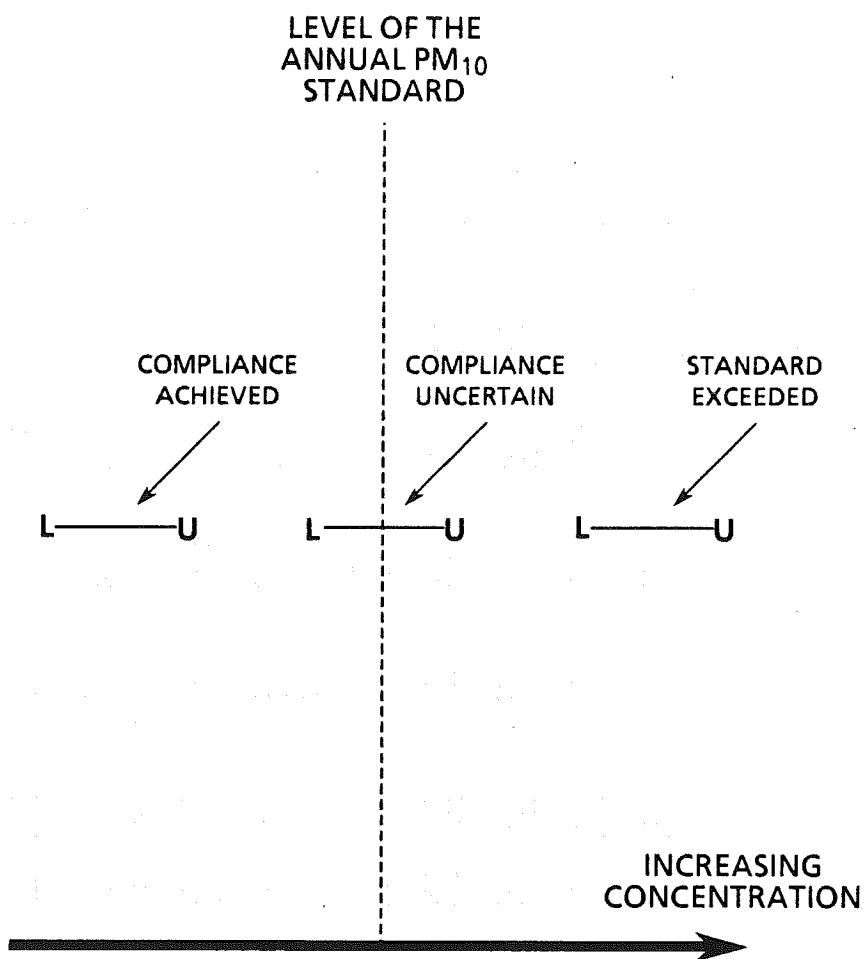 LEVEL OF THE
ANNUAL PM10
STANDARD
COMPLIANCE
ACHIEVED
COMPLIANCE
UNCERTAIN
STANDARD
EXCEEDED
L U L U L U
INCREASING
CONCENTRATION